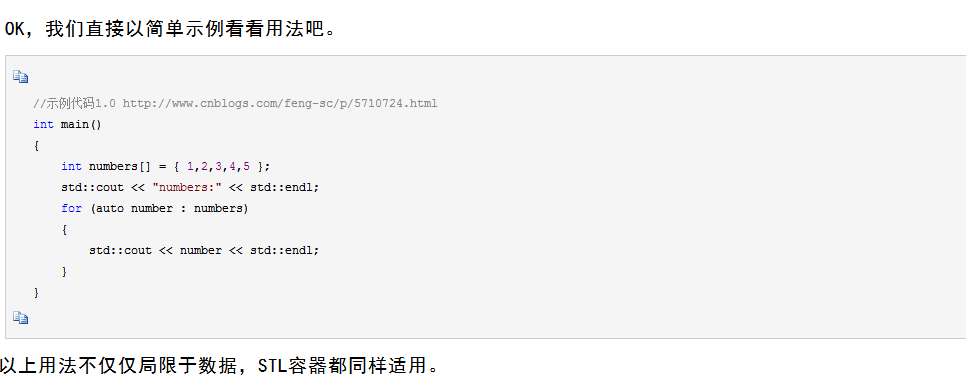 OK，我们直接以简单示例看看用法吧。
//示例代码1.0 http://www.cnblogs.com/feng-sc/p/5710724.html
int main()
{
    int numbers[] = { 1,2,3,4,5 };
    std::cout << "numbers:" << std::endl;
    for (auto number : numbers)
    {
        std::cout << number << std::endl;
    }
}
以上用法不仅仅局限于数据，STL容器都同样适用。